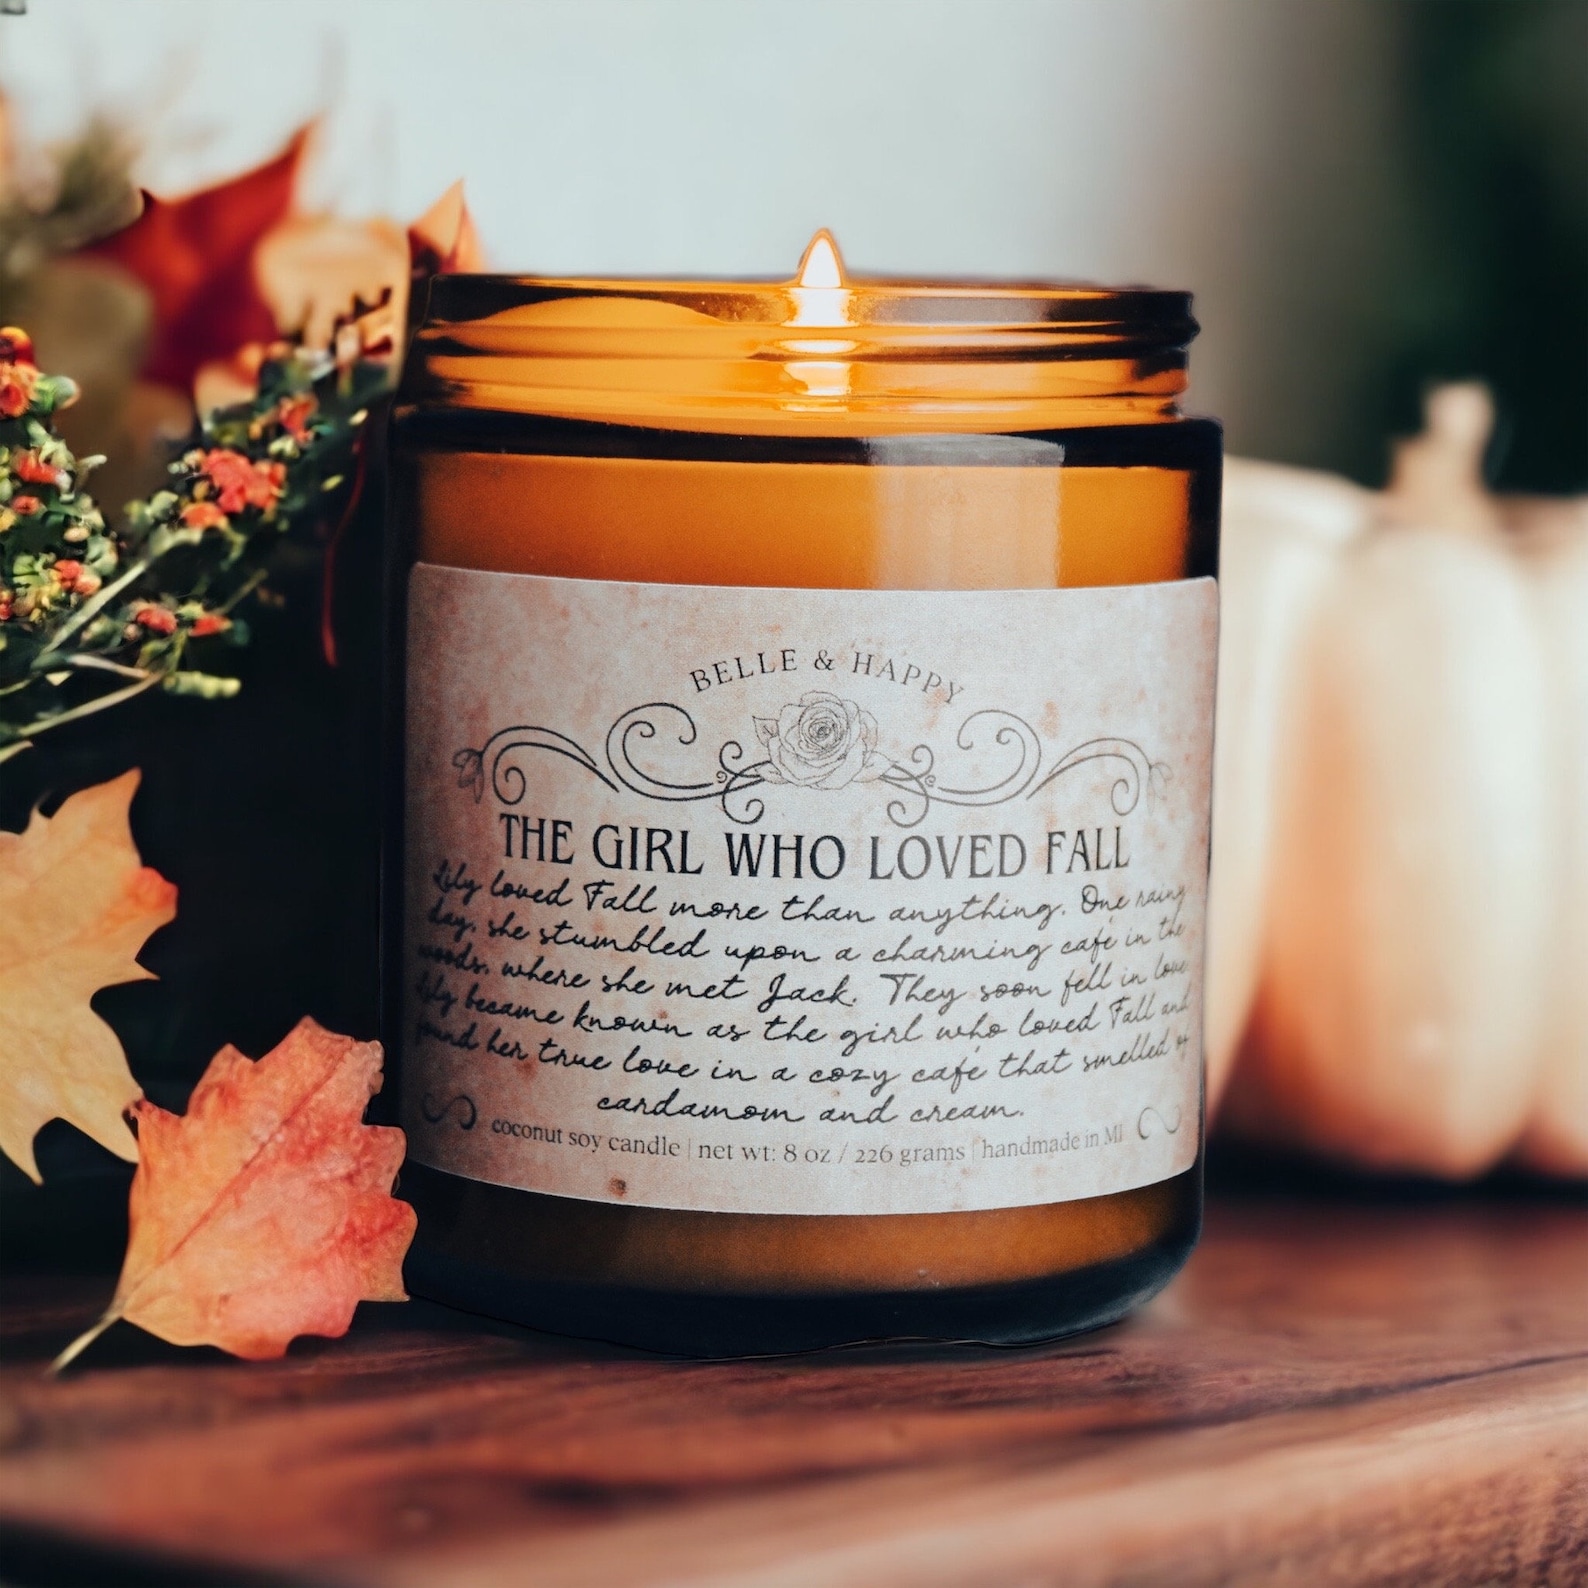 BELLE & HAPPY
THE GIRL WHO LOVED FALL
Lily loved Fall more than anything. One rainy
day, she stumbled upon a charming café in the
woods, where she met Jack. They soon fell in love
Lily became known as the girl who loved Fall and
found her true love in a cozy café that smelled of
cardamom and cream.
coconut soy candle | net wt: 8 oz / 226 grams | handmade in MI